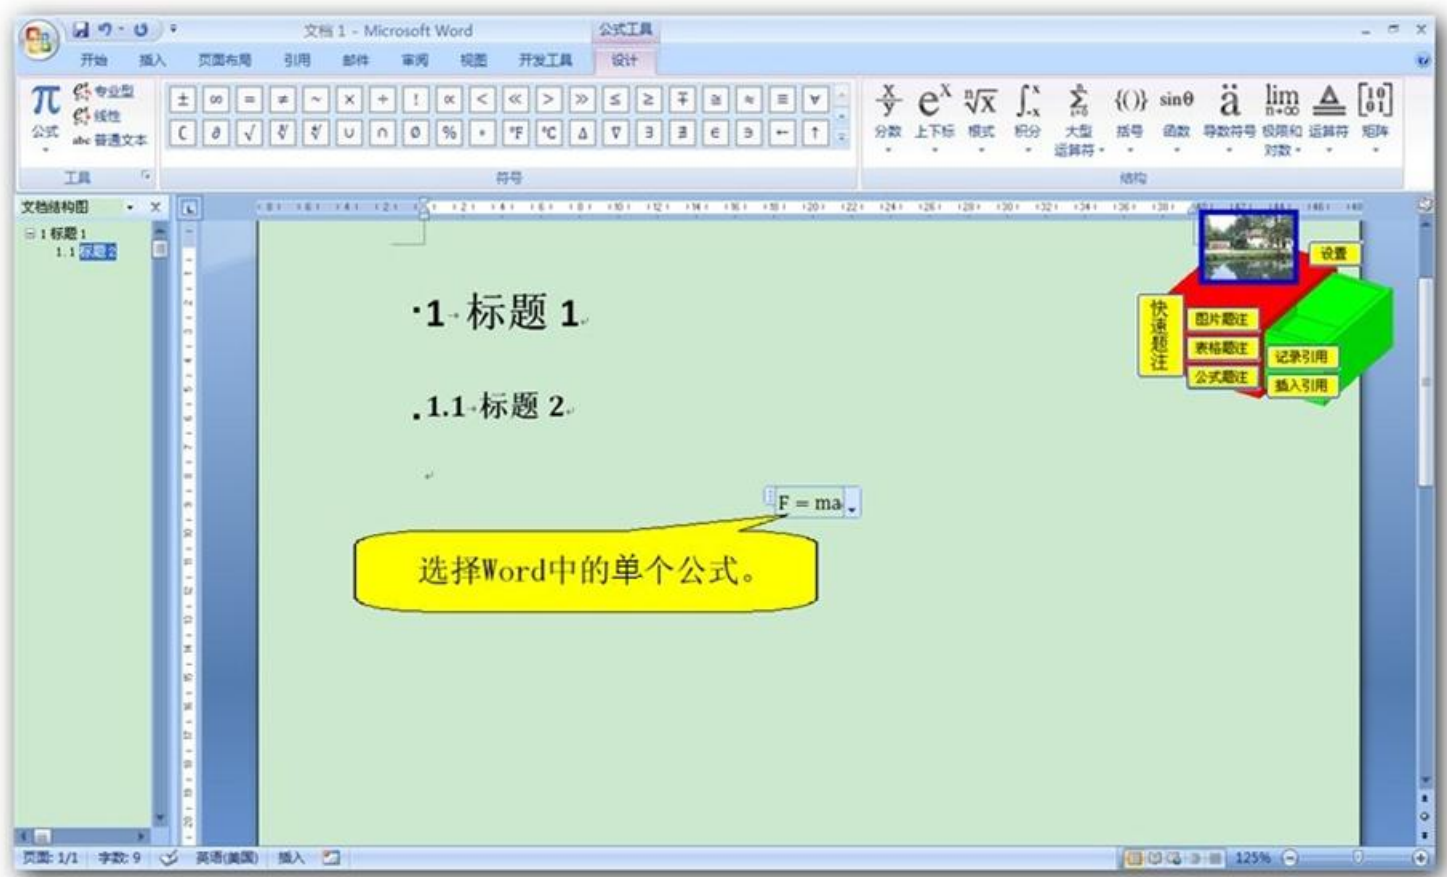 文档 1 - Microsoft Word
公式工具
开始 插入 页面布局 引用 邮件 审阅 视图 开发工具 设计
π 公式
专业型
线性
abc 普通文本
± ∞ = ≠ ~ × ÷ ! ∝ < ≪ > ≫ ≤ ≥ ∓ ≅ ≈ ≡ ∀
∁ ∂ √ ∛ ∜ ∪ ∩ ∅ % ° °F °C ∆ ∇ ∃ ∄ ∈ ∋ ← ↑
分数 上下标 根式 积分 大型运算符 括号 函数 导数符号 极限和对数 运算符 矩阵
工具 符号 结构
文档结构图
1 标题1
1.1 标题2
设置
快速题注
图片题注
表格题注
公式题注
记录引用
插入引用
1 标题 1
1.1 标题 2
F = ma
选择Word中的单个公式。
页面: 1/1 字数: 9 英语(美国) 插入 125%